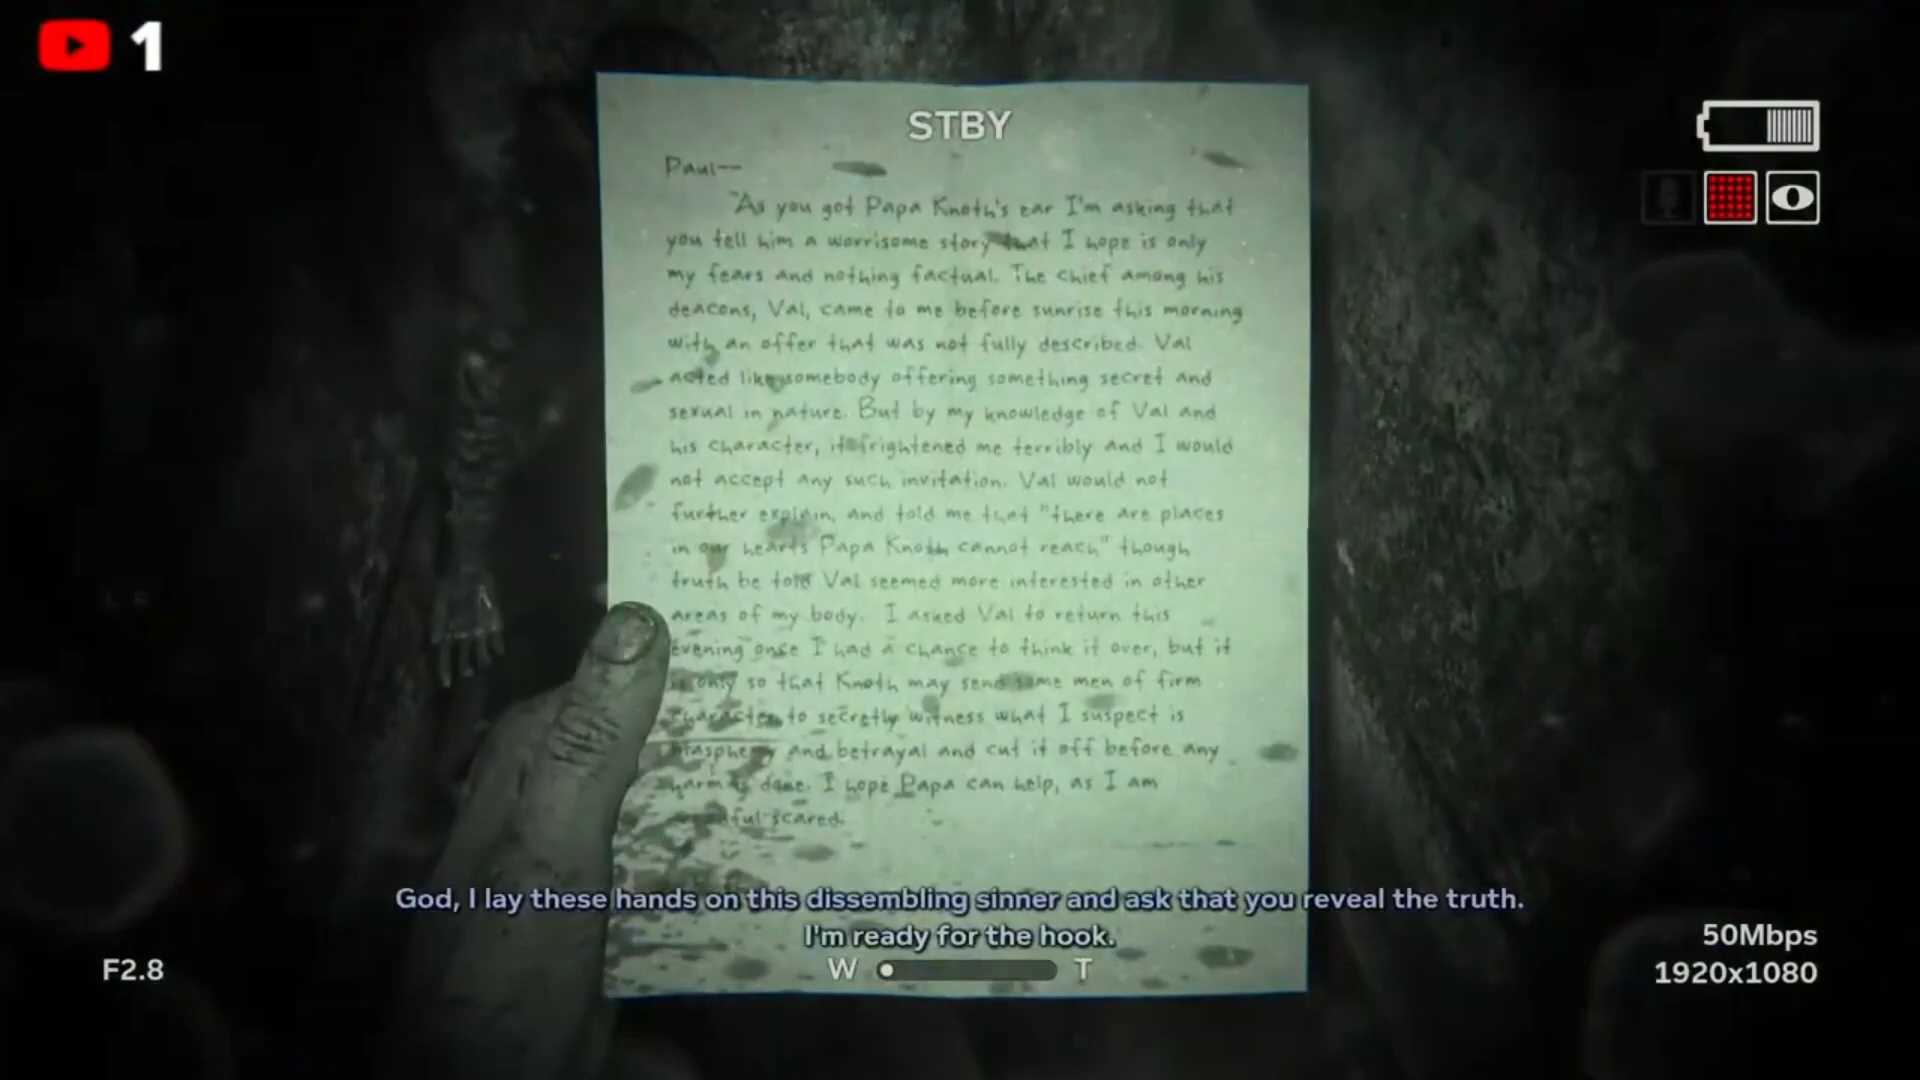 1
STBY
Paul--
"As you got Papa Knoth's ear I'm asking that
you tell him a worrisome story that I hope is only
my fears and nothing factual. The chief among his
deacons, Val, came to me before sunrise this morning
with an offer that was not fully described. Val
acted like somebody offering something secret and
sexual in nature. But by my knowledge of Val and
his character, it frightened me terribly and I would
not accept any such invitation. Val would not
further explain, and told me that "there are places
in our hearts Papa Knoth cannot reach" though
truth be told Val seemed more interested in other
areas of my body. I asked Val to return this
evening once I had a chance to think it over, but it
is only so that Knoth may send some men of firm
character to secretly witness what I suspect is
blasphemy and betrayal and cut it off before any
harm is done. I hope Papa can help, as I am
scared.
God, I lay these hands on this dissembling sinner and ask that you reveal the truth.
I'm ready for the hook.
W T
F2.8
50Mbps
1920x1080